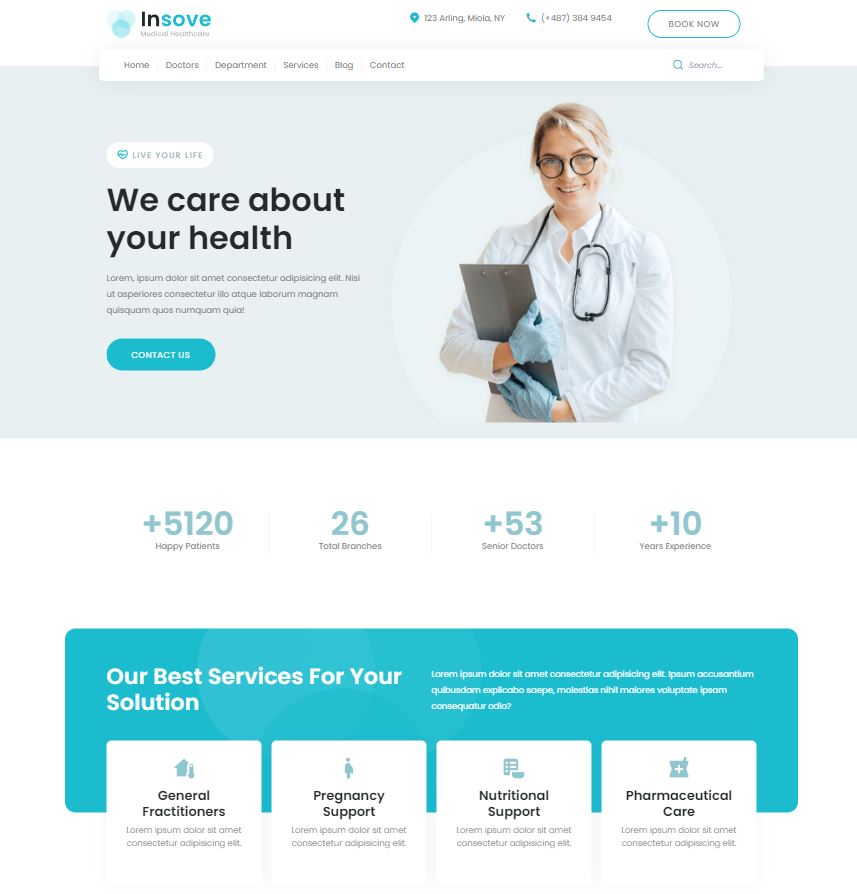 Insove
Medical Healthcare
123 Arling, Miola, NY
(+487) 384 9454
BOOK NOW
Home
Doctors
Department
Services
Blog
Contact
Search...
LIVE YOUR LIFE
We care about
your health
Lorem, ipsum dolor sit amet consectetur adipisicing elit. Nisi
ut asperiores consectetur illo atque laborum magnam
quisquam quos numquam quia!
CONTACT US
+5120
Happy Patients
26
Total Branches
+53
Senior Doctors
+10
Years Experience
Our Best Services For Your
Solution
Lorem ipsum dolor sit amet consectetur adipisicing elit. Ipsum accusantium
quibusdam explicabo saepe, molestias nihil maiores voluptate ipsam
consequatur odio?
General
Fractitioners
Lorem ipsum dolor sit amet
consectetur adipisicing elit.
Pregnancy
Support
Lorem ipsum dolor sit amet
consectetur adipisicing elit.
Nutritional
Support
Lorem ipsum dolor sit amet
consectetur adipisicing elit.
Pharmaceutical
Care
Lorem ipsum dolor sit amet
consectetur adipisicing elit.